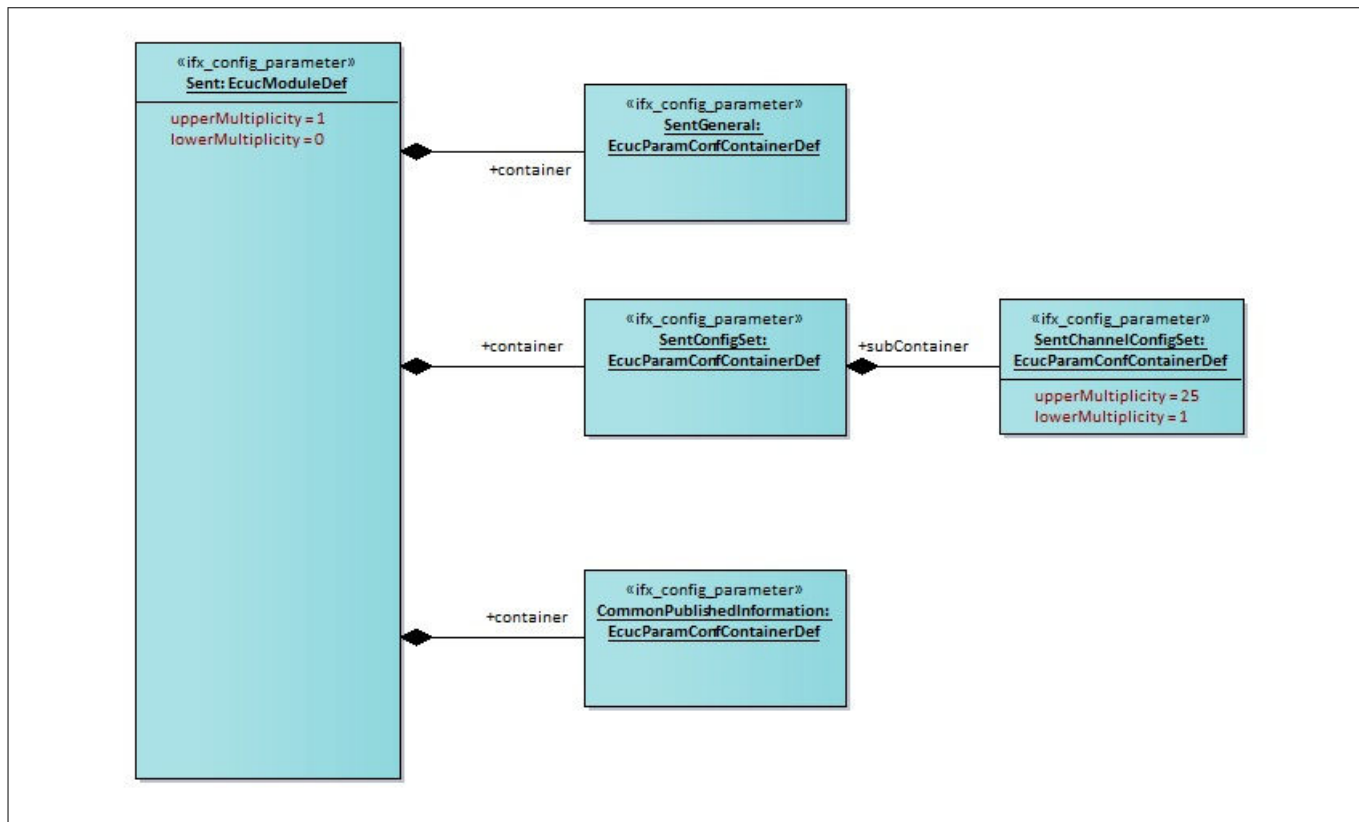 «ifx_config_parameter»
Sent: EcucModuleDef
upperMultiplicity = 1
lowerMultiplicity = 0
«ifx_config_parameter»
SentGeneral:
EcucParamConfContainerDef
+container
«ifx_config_parameter»
SentConfigSet:
EcucParamConfContainerDef
+container
+subContainer
«ifx_config_parameter»
SentChannelConfigSet:
EcucParamConfContainerDef
upperMultiplicity = 25
lowerMultiplicity = 1
«ifx_config_parameter»
CommonPublishedInformation:
EcucParamConfContainerDef
+container